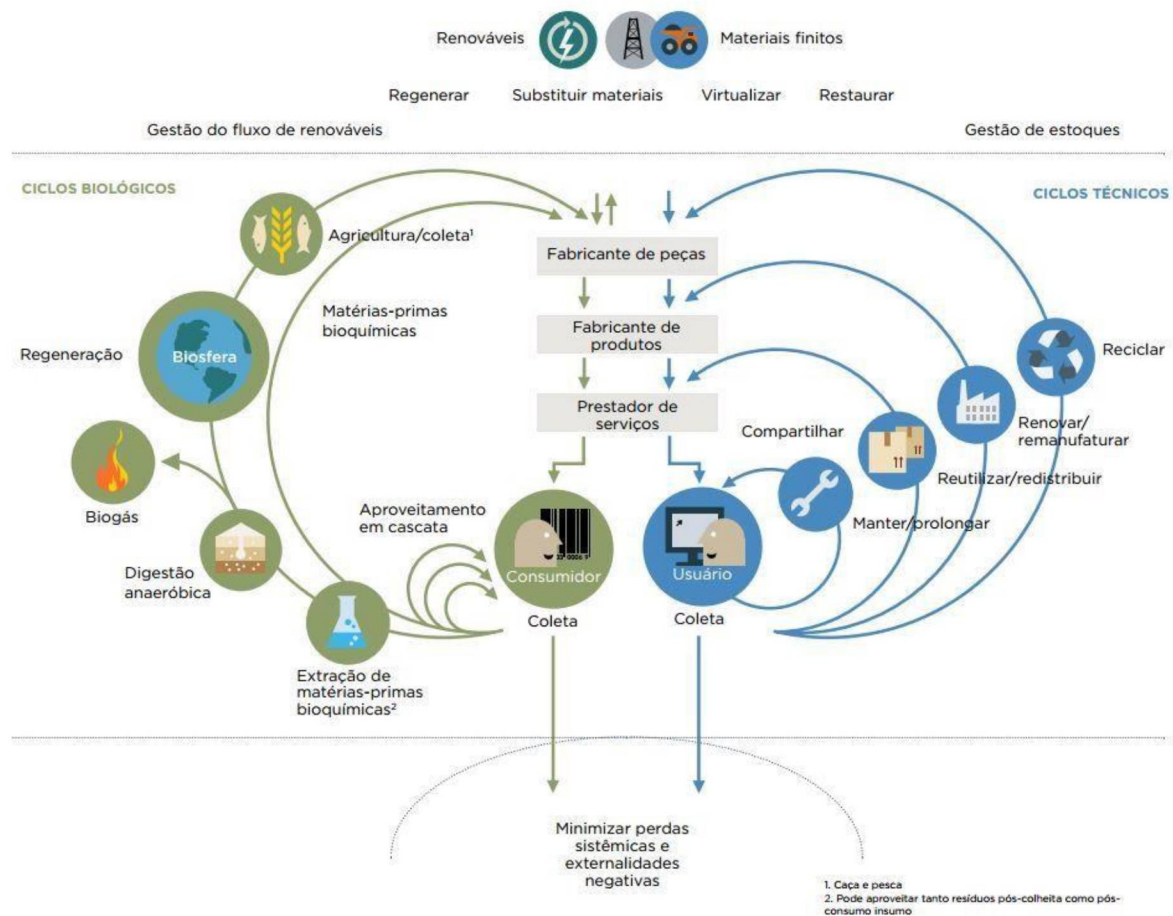 Renováveis
Materiais finitos
Regenerar
Substituir materiais
Virtualizar
Restaurar
Gestão do fluxo de renováveis
Gestão de estoques
CICLOS BIOLÓGICOS
CICLOS TÉCNICOS
Agricultura/coleta¹
Fabricante de peças
Matérias-primas
bioquímicas
Fabricante de
produtos
Regeneração
Biosfera
Reciclar
Prestador de
serviços
Compartilhar
Renovar/
remanufaturar
Reutilizar/redistribuir
Biogás
Aproveitamento
em cascata
Manter/prolongar
Digestão
anaeróbica
Consumidor
Usuário
Coleta
Coleta
Extração de
matérias-primas
bioquímicas²
Minimizar perdas
sistêmicas e
externalidades
negativas
1. Caça e pesca
2. Pode aproveitar tanto resíduos pós-colheita como pós-
consumo insumo